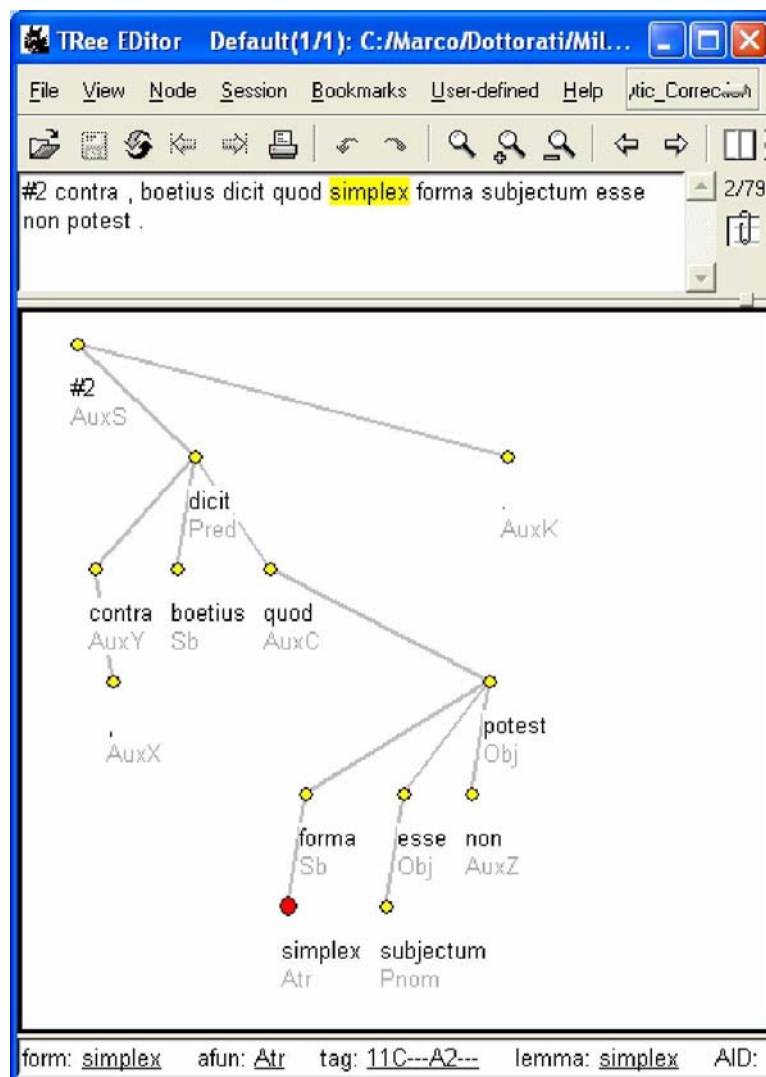 TRee EDitor Default(1/1): C:/Marco/Dottorati/Mil...
File View Node Session Bookmarks User-defined Help
#2 contra , boetius dicit quod simplex forma subjectum esse
non potest .
2/79
#2
AuxS
dicit .
Pred AuxK
contra boetius quod
AuxY Sb AuxC
, potest
AuxX Obj
forma esse non
Sb Obj AuxZ
simplex subjectum
Atr Pnom
form: simplex afun: Atr tag: 11C---A2--- lemma: simplex AID: